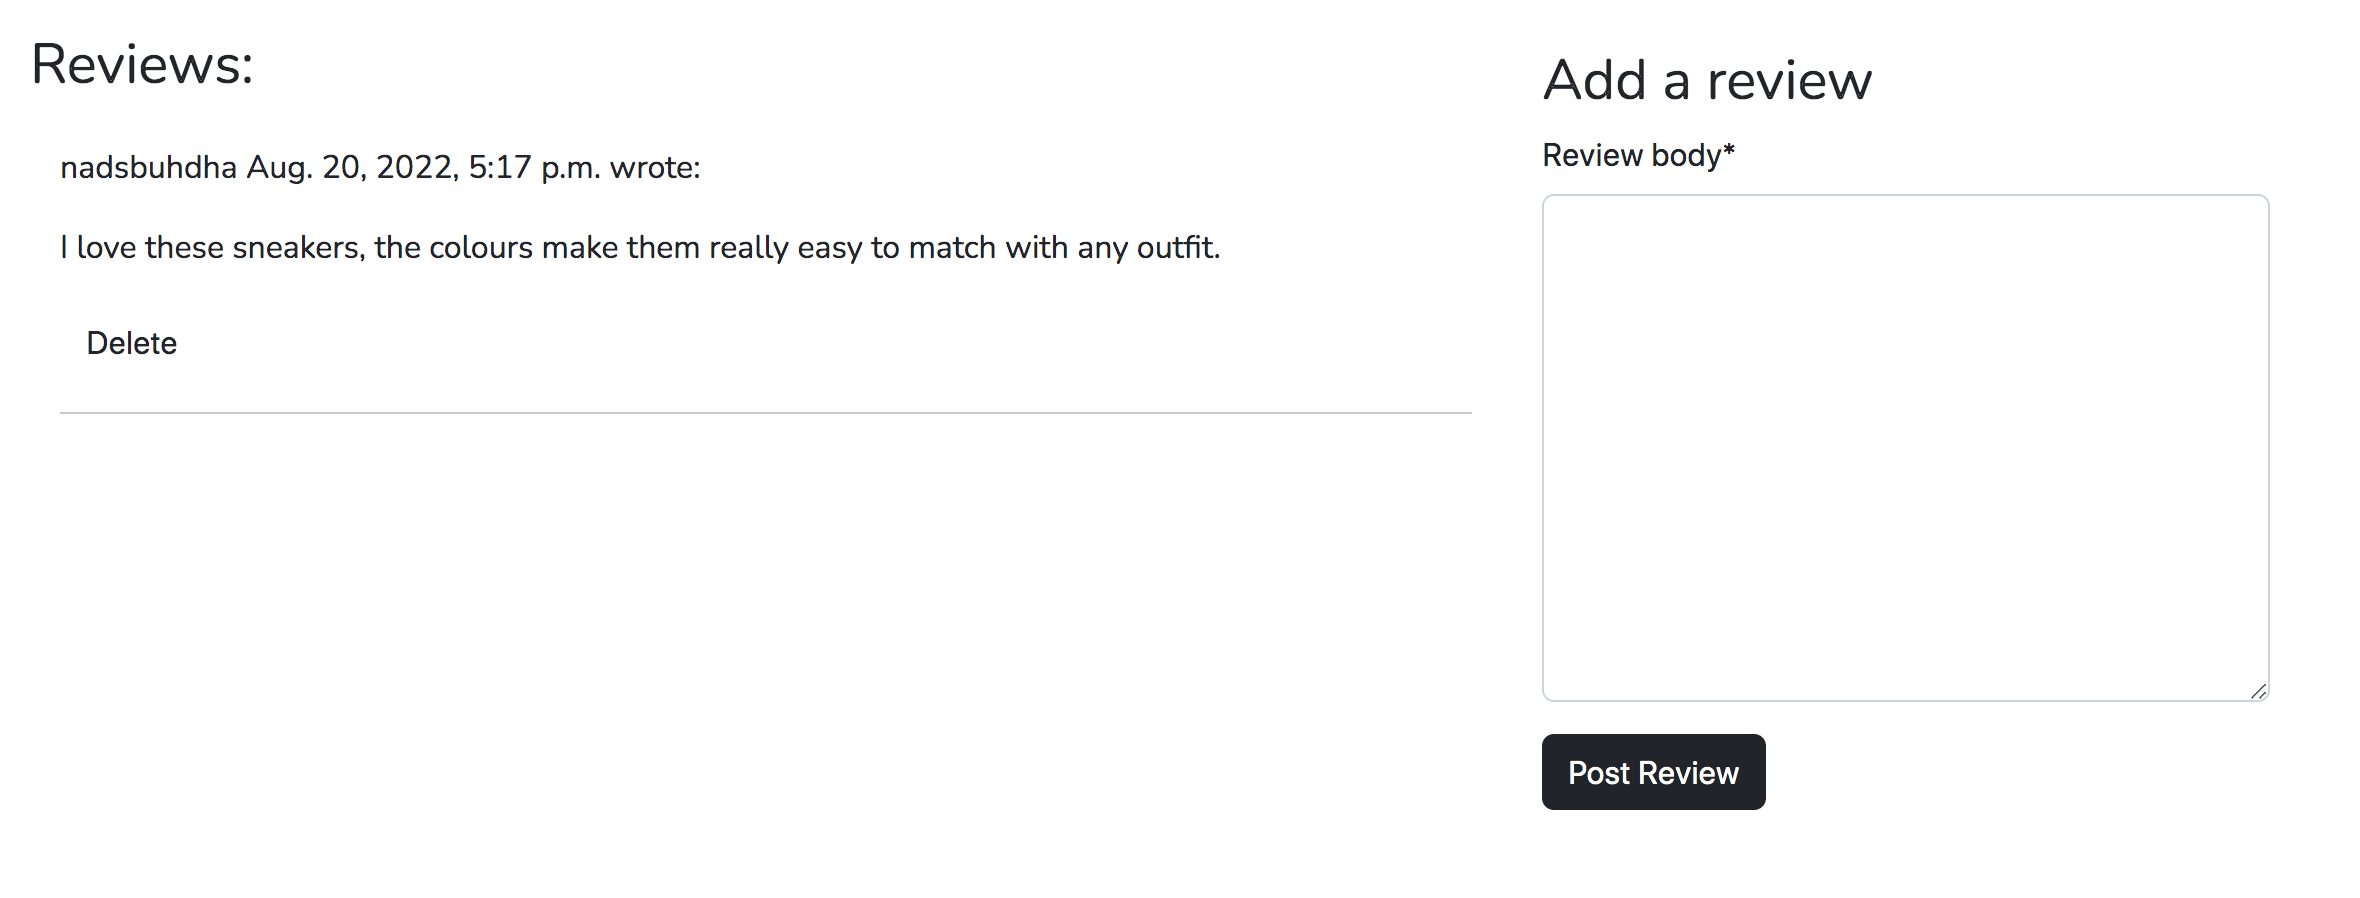 Reviews:
nadsbuhdha Aug. 20, 2022, 5:17 p.m. wrote:
I love these sneakers, the colours make them really easy to match with any outfit.
Delete
Add a review
Review body*
Post Review